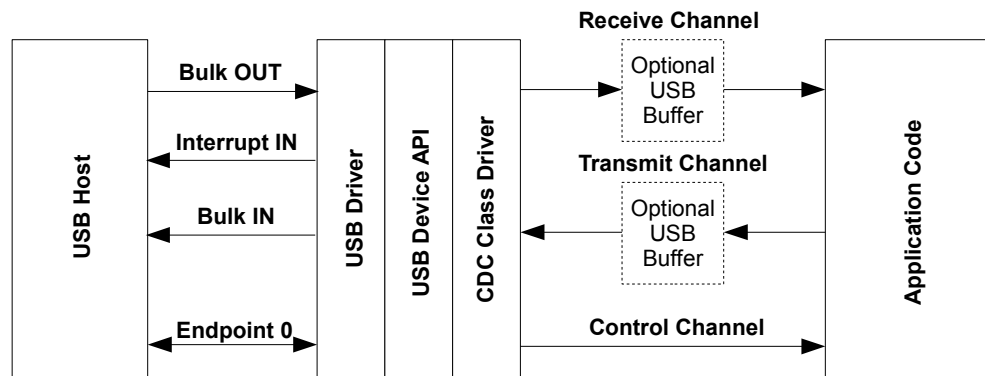 USB Host
Bulk OUT
Interrupt IN
Bulk IN
Endpoint 0
USB Driver
USB Device API
CDC Class Driver
Receive Channel
Optional
USB
Buffer
Transmit Channel
Optional
USB
Buffer
Control Channel
Application Code